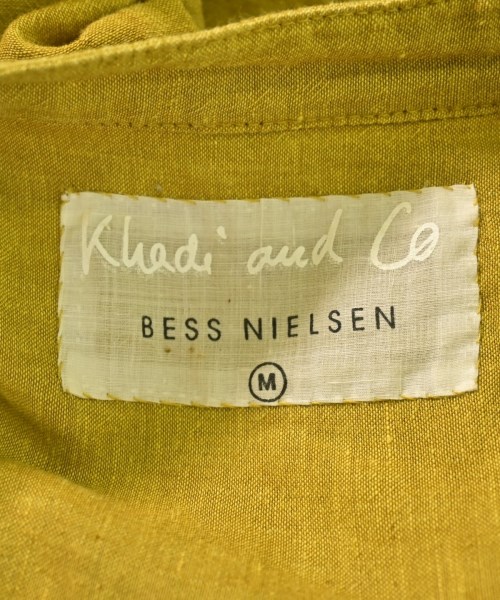 Khadi and Co
BESS NIELSEN
M